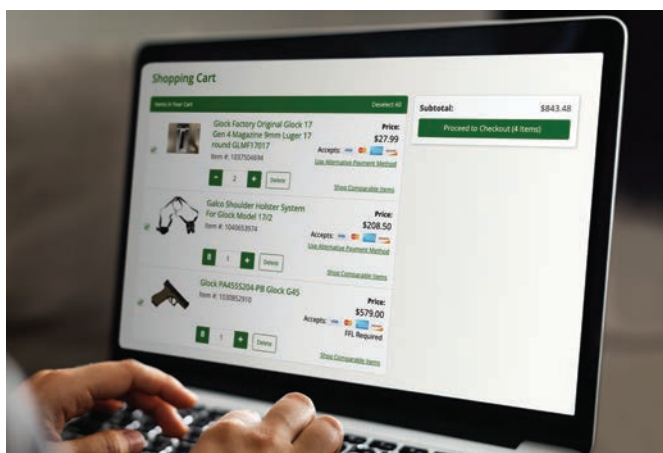 Shopping Cart
Items in Your Cart
Deselect All
Glock Factory Original Glock 17
Gen 4 Magazine 9mm Luger 17
round GLMF17017
Item #: 1037504694
Price:
$27.99
Accepts:
Use Alternative Payment Method
- 2 + Delete
Shop Comparable Items
Galco Shoulder Holster System
For Glock Model 17/2
Item #: 1040653974
Price:
$208.50
Accepts:
Use Alternative Payment Method
1 + Delete
Shop Comparable Items
Glock PA455S204-PB Glock G45
Item #: 1030852910
Price:
$579.00
Accepts:
FFL Required
1 + Delete
Shop Comparable Items
Subtotal:
$843.48
Proceed to Checkout (4 Items)